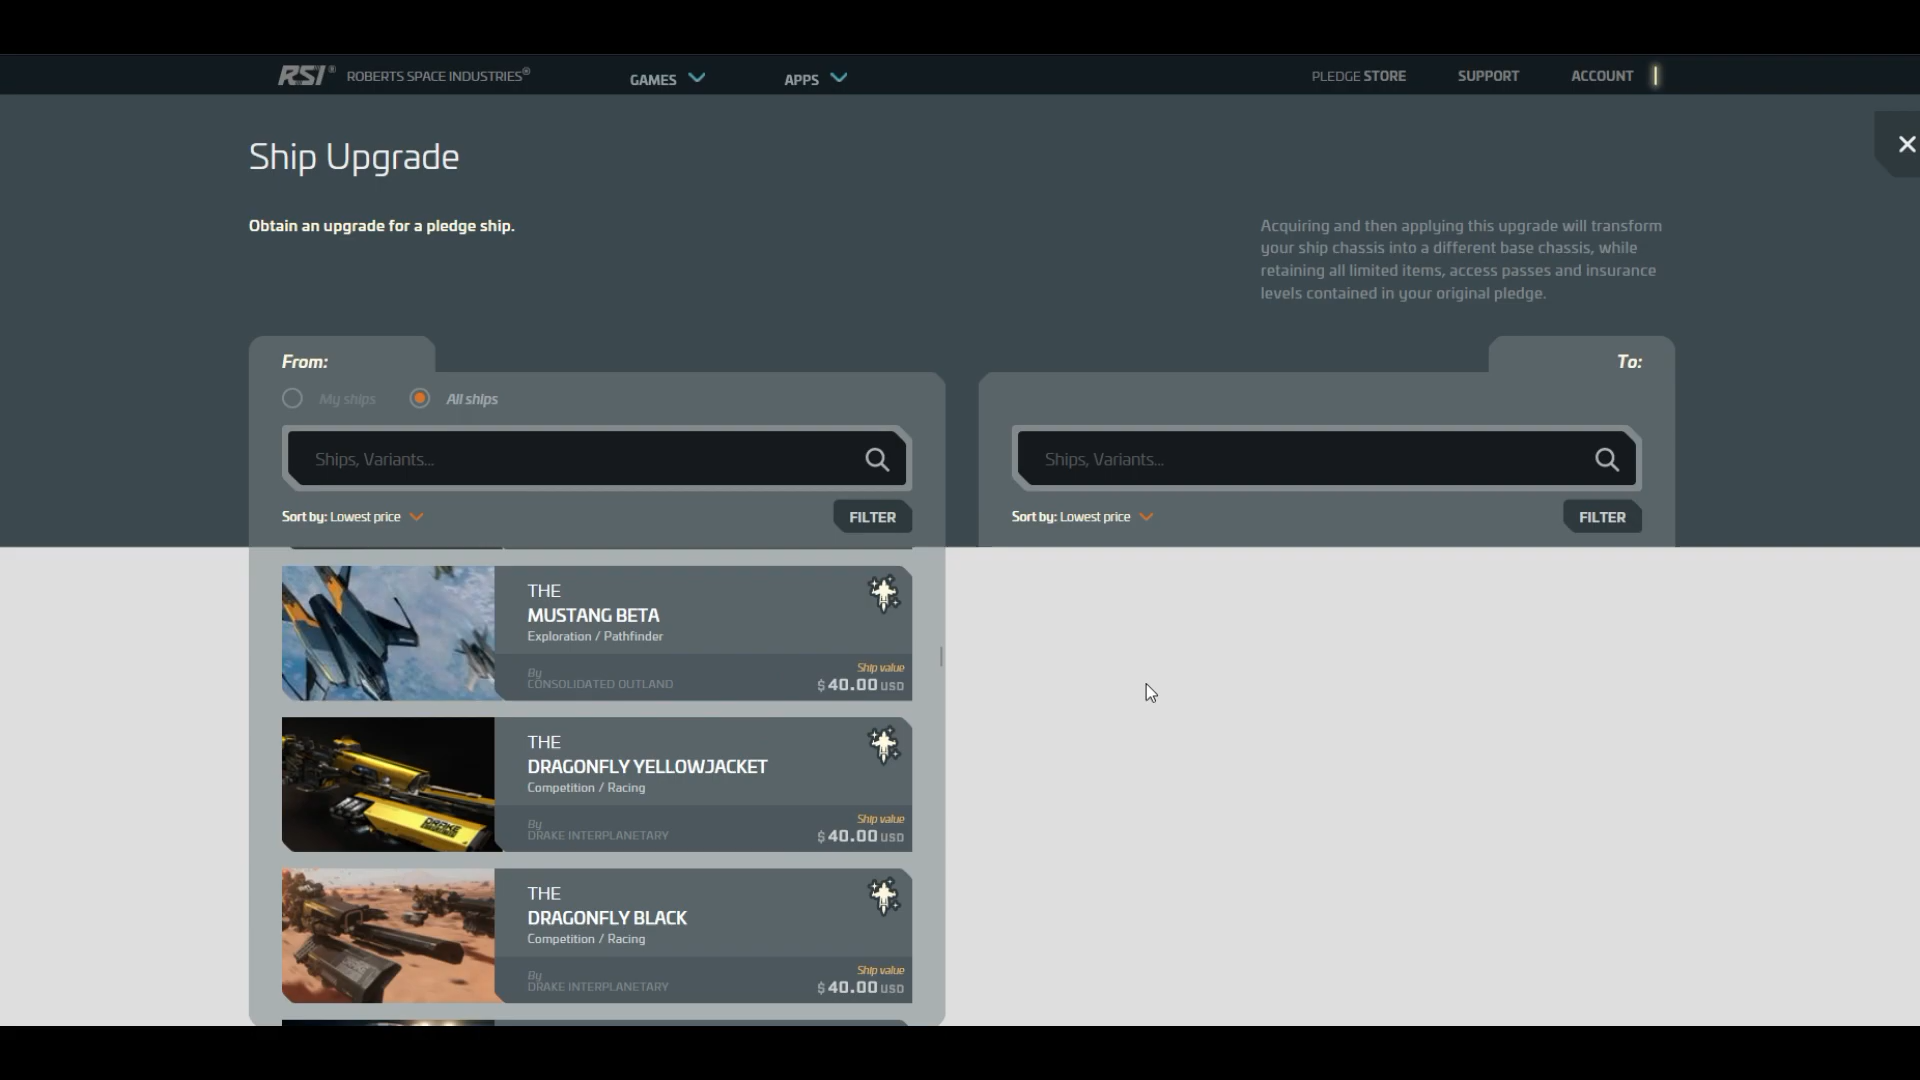 RSI® ROBERTS SPACE INDUSTRIES®
GAMES
APPS
PLEDGE STORE
SUPPORT
ACCOUNT
Ship Upgrade
Obtain an upgrade for a pledge ship.
Acquiring and then applying this upgrade will transform
your ship chassis into a different base chassis, while
retaining all limited items, access passes and insurance
levels contained in your original pledge.
From:
My ships
All ships
Ships, Variants...
Sort by: Lowest price
FILTER
THE
MUSTANG BETA
Exploration / Pathfinder
By
CONSOLIDATED OUTLAND
Ship value
$40.00 USD
THE
DRAGONFLY YELLOWJACKET
Competition / Racing
By
DRAKE INTERPLANETARY
Ship value
$40.00 USD
DRAKE
THE
DRAGONFLY BLACK
Competition / Racing
By
DRAKE INTERPLANETARY
Ship value
$40.00 USD
To:
Ships, Variants...
Sort by: Lowest price
FILTER